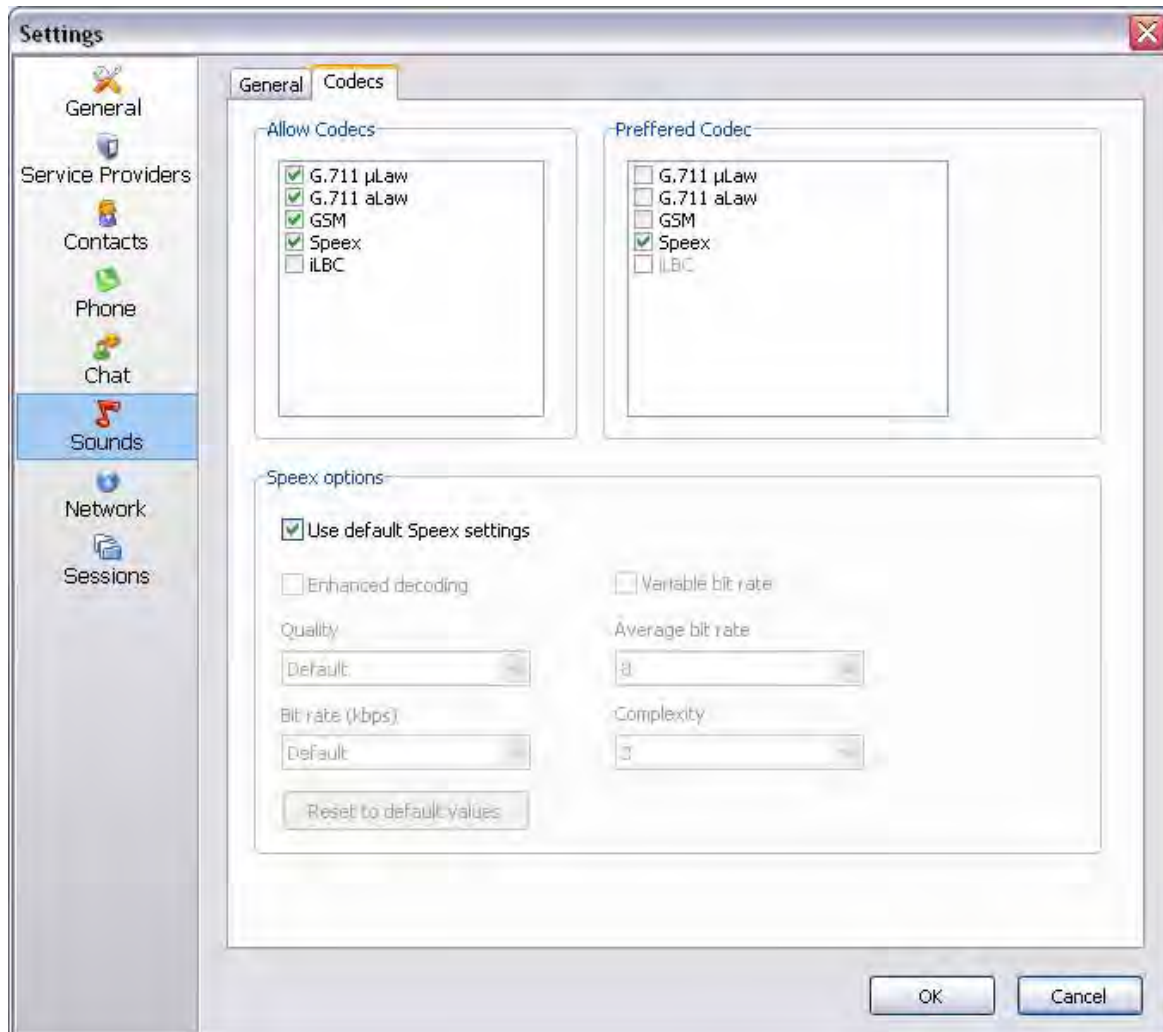 Settings
General
Service Providers
Contacts
Phone
Chat
Sounds
Network
Sessions
General
Codecs
Allow Codecs
G.711 µLaw
G.711 aLaw
GSM
Speex
iLBC
Preffered Codec
G.711 µLaw
G.711 aLaw
GSM
Speex
iLBC
Speex options
Use default Speex settings
Enhanced decoding
Variable bit rate
Quality
Average bit rate
Default
Bit rate (kbps)
Complexity
Default
Reset to default values
OK
Cancel